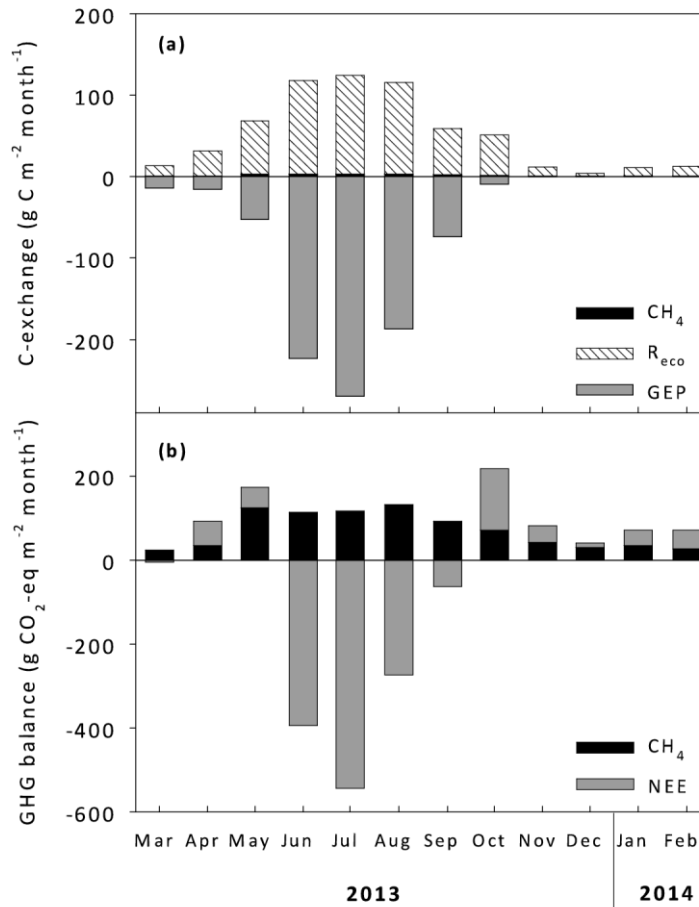 200
(a)
100
0
-100
-200
C-exchange (g C m⁻² month⁻¹)
CH₄
R_eco
GEP
(b)
200
0
-200
-400
-600
GHG balance (g CO₂-eq m⁻² month⁻¹)
CH₄
NEE
Mar Apr May Jun Jul Aug Sep Oct Nov Dec Jan Feb
2013 2014